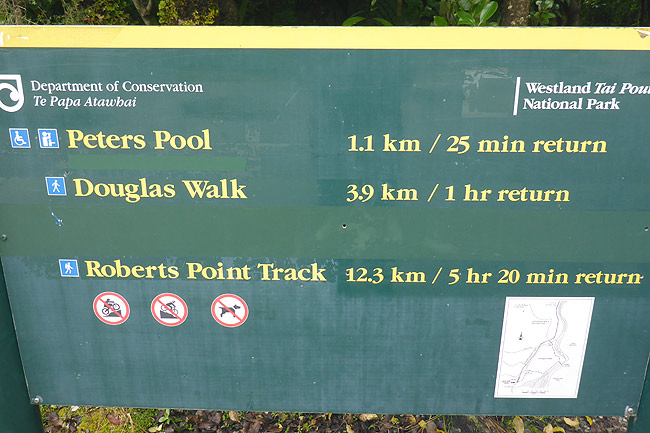 Department of Conservation
Te Papa Atawhai
Westland Tai
National Park
Peters Pool 1.1 km / 25 min return
Douglas Walk 3.9 km / 1 hr return
Roberts Point Track 12.3 km / 5 hr 20 min return